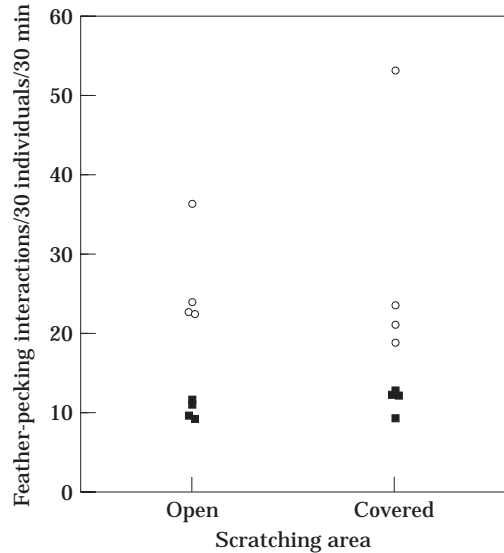 Feather-pecking interactions/30 individuals/30 min
60
50
40
30
20
10
0
Open
Covered
Scratching area